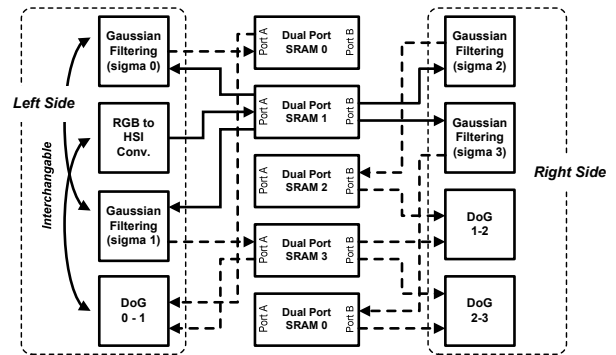 Left Side
Interchangable
Gaussian
Filtering
(sigma 0)
RGB to
HSI
Conv.
Gaussian
Filtering
(sigma 1)
DoG
0 - 1
Port A
Dual Port
SRAM 0
Port B
Port A
Dual Port
SRAM 1
Port B
Port A
Dual Port
SRAM 2
Port B
Port A
Dual Port
SRAM 3
Port B
Port A
Dual Port
SRAM 0
Port B
Gaussian
Filtering
(sigma 2)
Gaussian
Filtering
(sigma 3)
DoG
1-2
DoG
2-3
Right Side